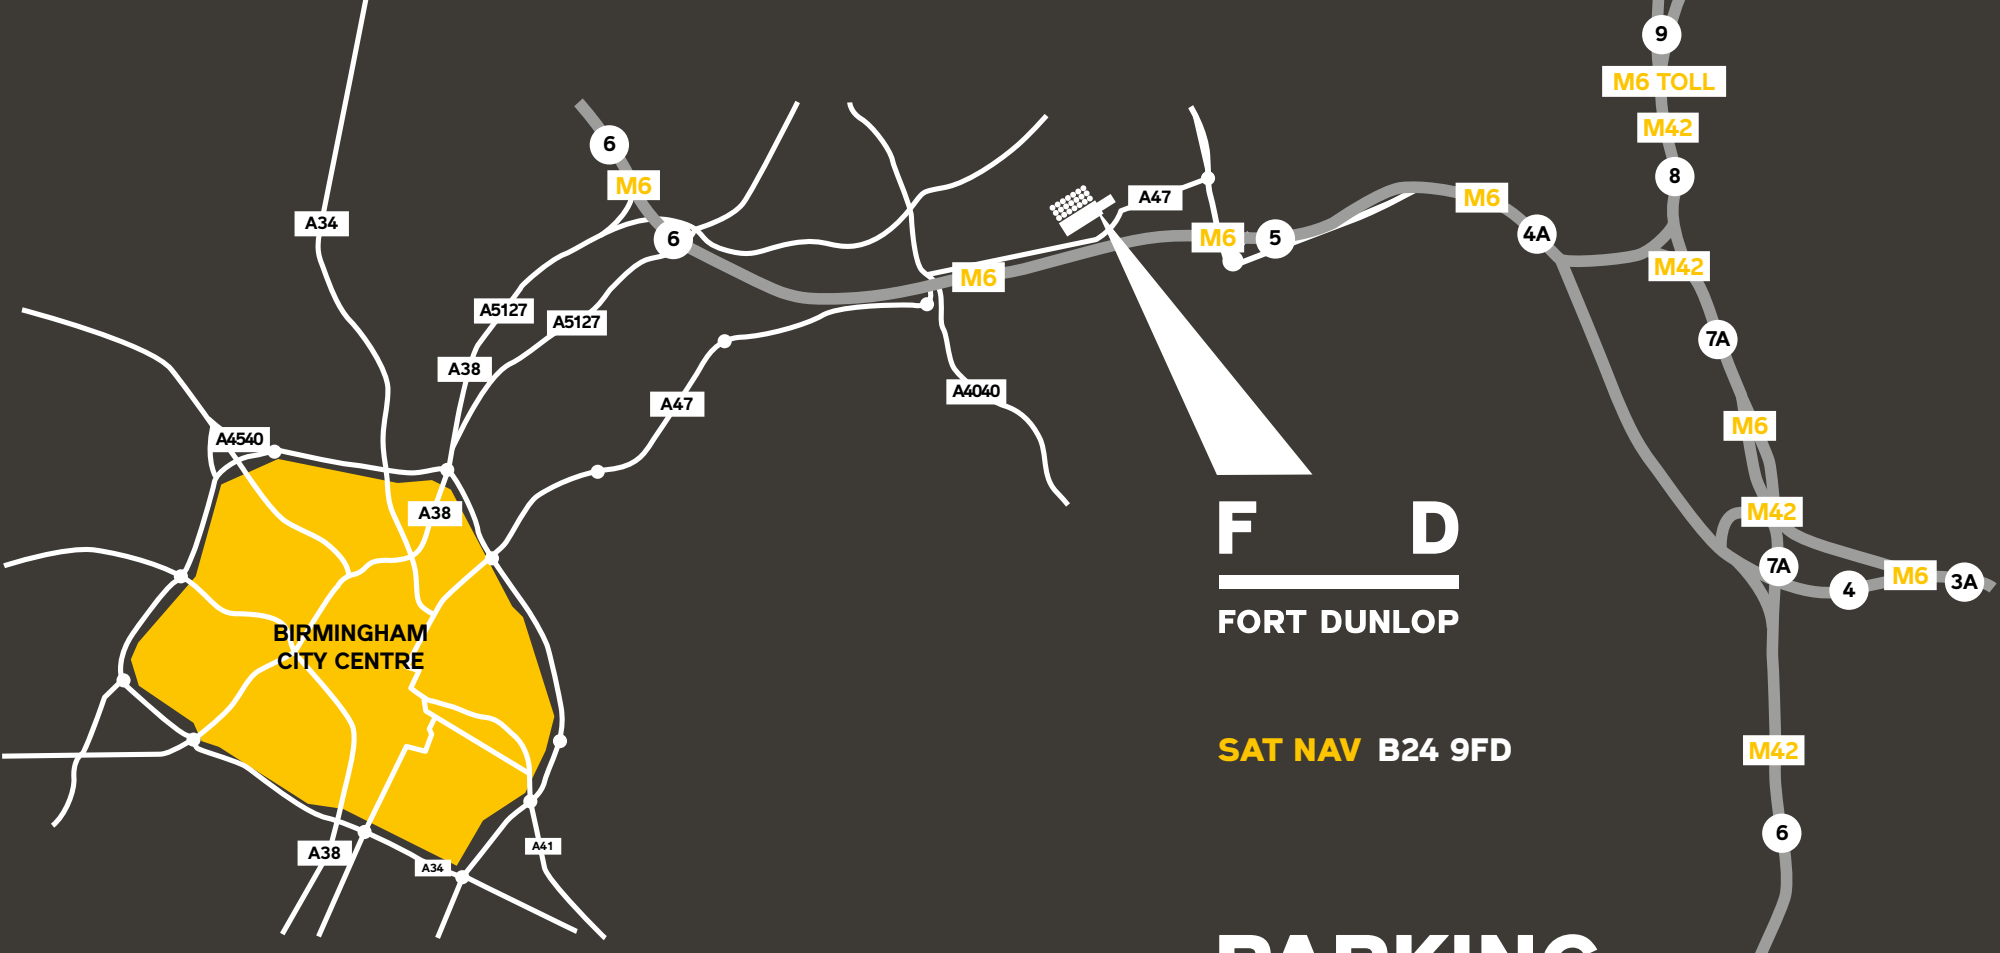 9
M6 TOLL
M42
6
8
M6
A47
M6
A34
4A
6
M6
5
M42
M6
A5127
A5127
7A
A38
A4040
A47
M6
A4540
A38
M42
F D
7A
M6
3A
4
FORT DUNLOP
BIRMINGHAM
CITY CENTRE
SAT NAV B24 9FD
M42
6
A41
A38
A34
PARKING